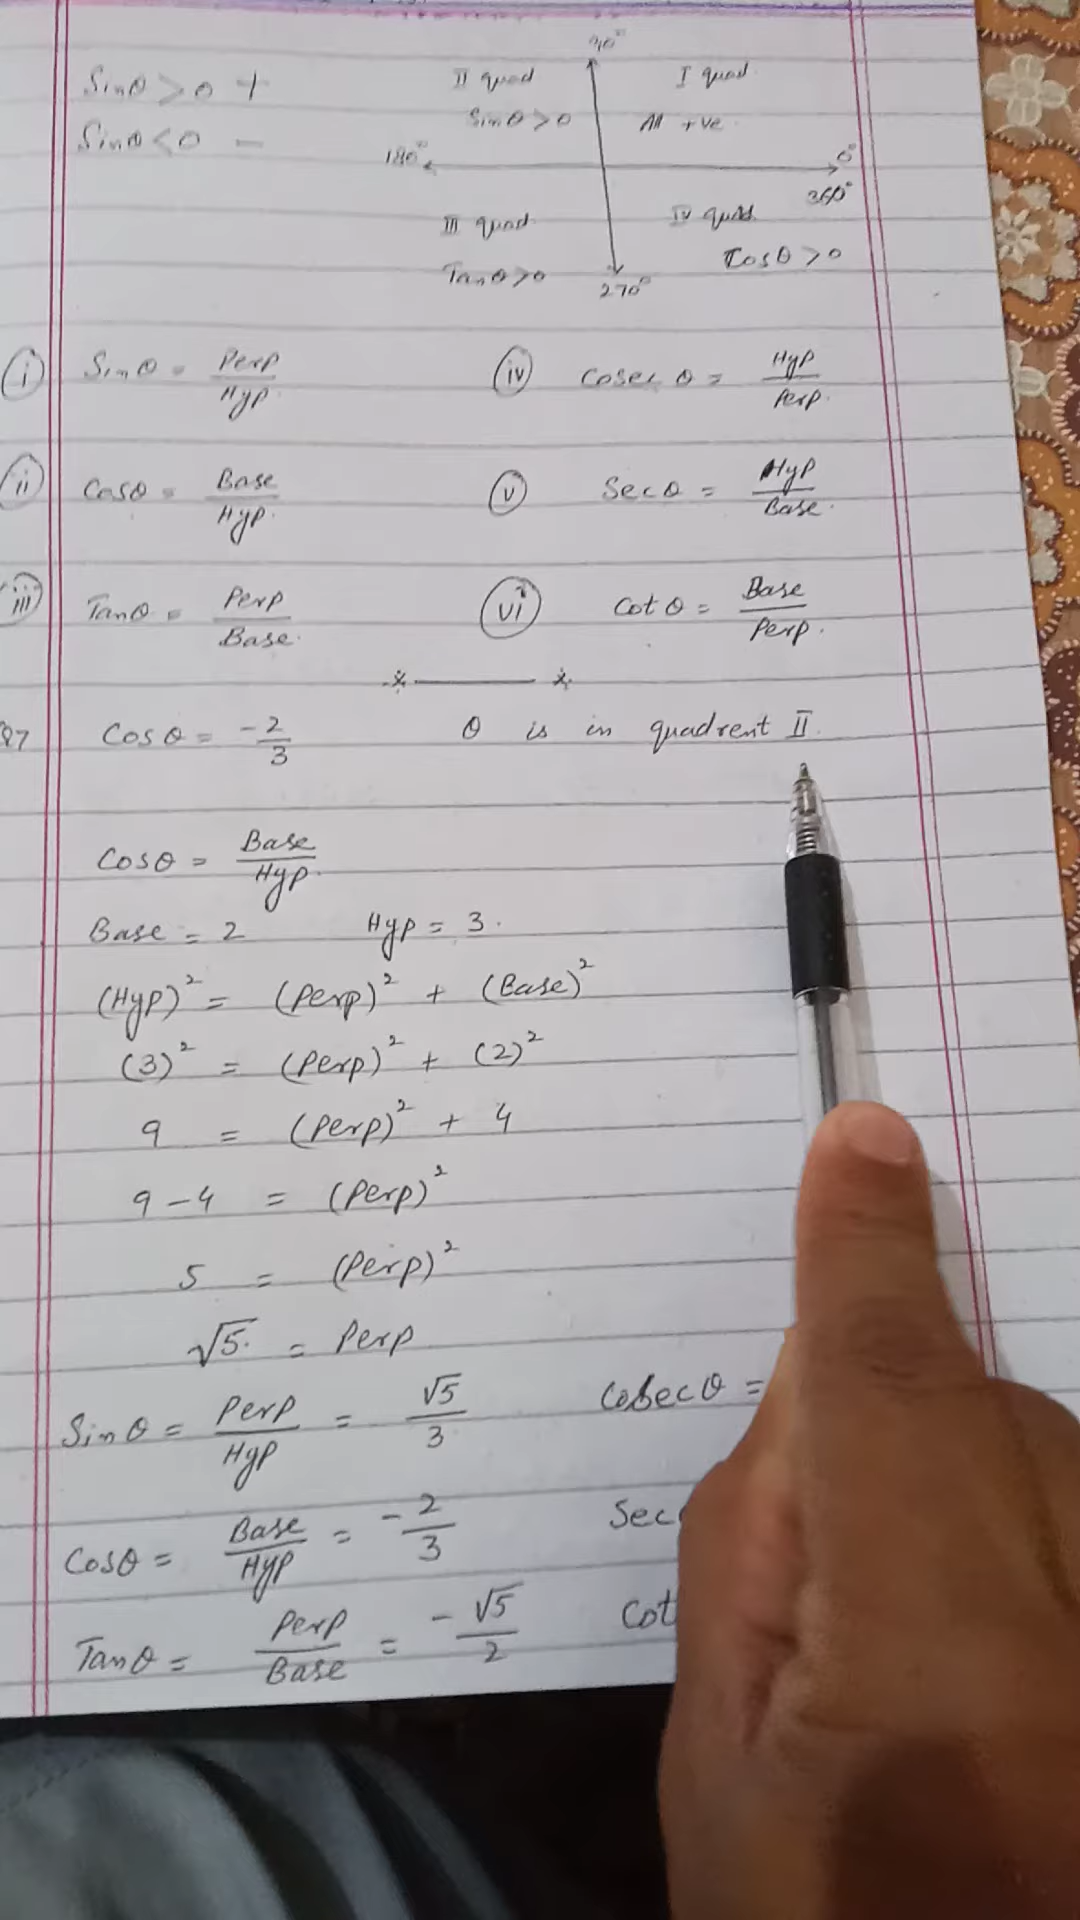 Sinθ > 0 +
Sinθ < 0 −
90°
II quad
I quad
Sinθ > 0
All +ve
180°
0°
360°
III quad
IV quad
Tanθ > 0
Cosθ > 0
270°
(i) Sinθ = Perp/Hyp (iv) Cosec θ = Hyp/Perp.
(ii) Cosθ = Base/Hyp. (v) Secθ = Hyp/Base.
(iii) Tanθ = Perp/Base. (vi) Cot θ = Base/Perp.
Q7 Cosθ = -2/3 θ is in quadrent II.
Cosθ = Base/Hyp.
Base = 2 Hyp = 3.
(Hyp)² = (Perp)² + (Base)²
(3)² = (Perp)² + (2)²
9 = (Perp)² + 4
9 − 4 = (Perp)²
5 = (Perp)²
√5. = Perp
Sinθ = Perp/Hyp = √5/3 Cosecθ =
Cosθ = Base/Hyp = -2/3 Sec
Tanθ = Perp/Base = -√5/2 Cot